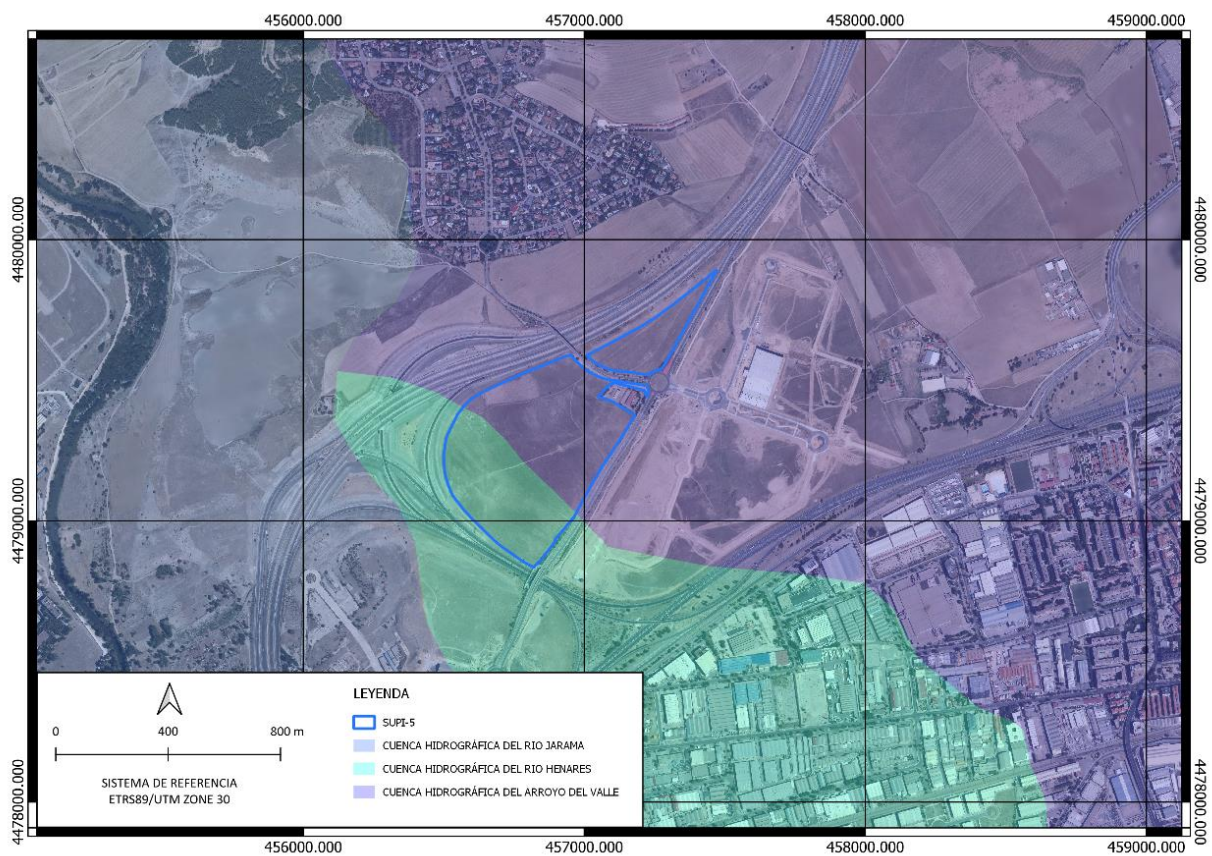 456000.000 457000.000 458000.000 459000.000
4480000.000 4480000.000
4479000.000 4479000.000
4478000.000 4478000.000
LEYENDA
SUPI-5
CUENCA HIDROGRÁFICA DEL RIO JARAMA
CUENCA HIDROGRÁFICA DEL RIO HENARES
CUENCA HIDROGRÁFICA DEL ARROYO DEL VALLE
0 400 800 m
SISTEMA DE REFERENCIA
ETRS89/UTM ZONE 30
456000.000 457000.000 458000.000 459000.000